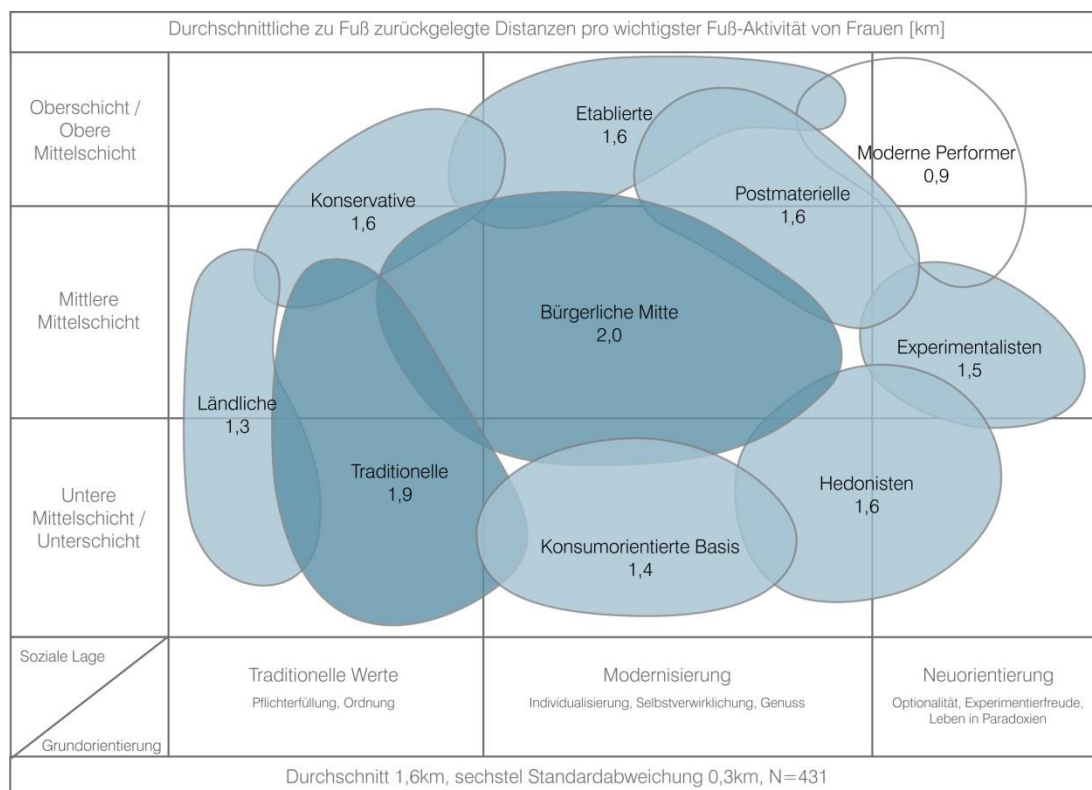 Durchschnittliche zu Fuß zurückgelegte Distanzen pro wichtigster Fuß-Aktivität von Frauen [km]
Oberschicht /
Obere
Mittelschicht
Etablierte
1,6
Moderne Performer
0,9
Konservative
1,6
Postmaterielle
1,6
Mittlere
Mittelschicht
Bürgerliche Mitte
2,0
Experimentalisten
1,5
Ländliche
1,3
Untere
Mittelschicht /
Unterschicht
Traditionelle
1,9
Hedonisten
1,6
Konsumorientierte Basis
1,4
Soziale Lage
Grundorientierung
Traditionelle Werte
Pflichterfüllung, Ordnung
Modernisierung
Individualisierung, Selbstverwirklichung, Genuss
Neuorientierung
Optionalität, Experimentierfreude,
Leben in Paradoxien
Durchschnitt 1,6km, sechstel Standardabweichung 0,3km, N=431